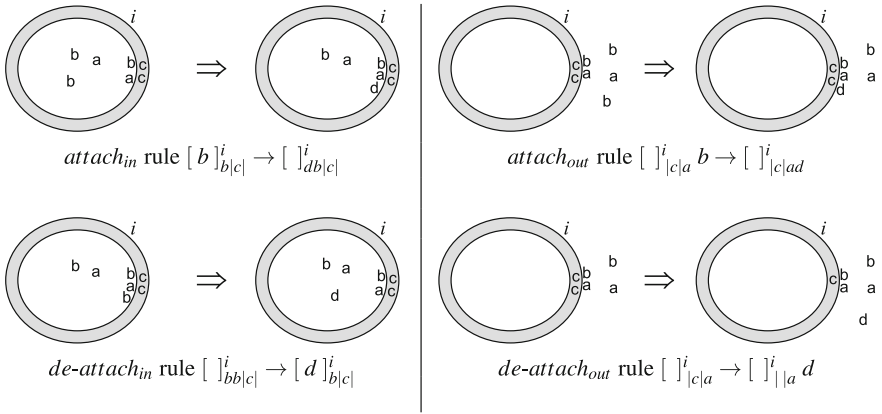 i
b a b c
b a c
⇒
i
b a b c
a c
d
attach_in rule [ b ]^i_{b|c|} → [ ]^i_{db|c|}
i
c b b
c a a
b
⇒
i
c b b
c a a
d
attach_out rule [ ]^i_{|c|a} b → [ ]^i_{|c|ad}
i
b a b c
a c
b
⇒
i
b a b c
d a c
de-attach_in rule [ ]^i_{bb|c|} → [ d ]^i_{b|c|}
i
c b b
c a a
⇒
i
c b b
a a
d
de-attach_out rule [ ]^i_{|c|a} → [ ]^i_{| |a} d